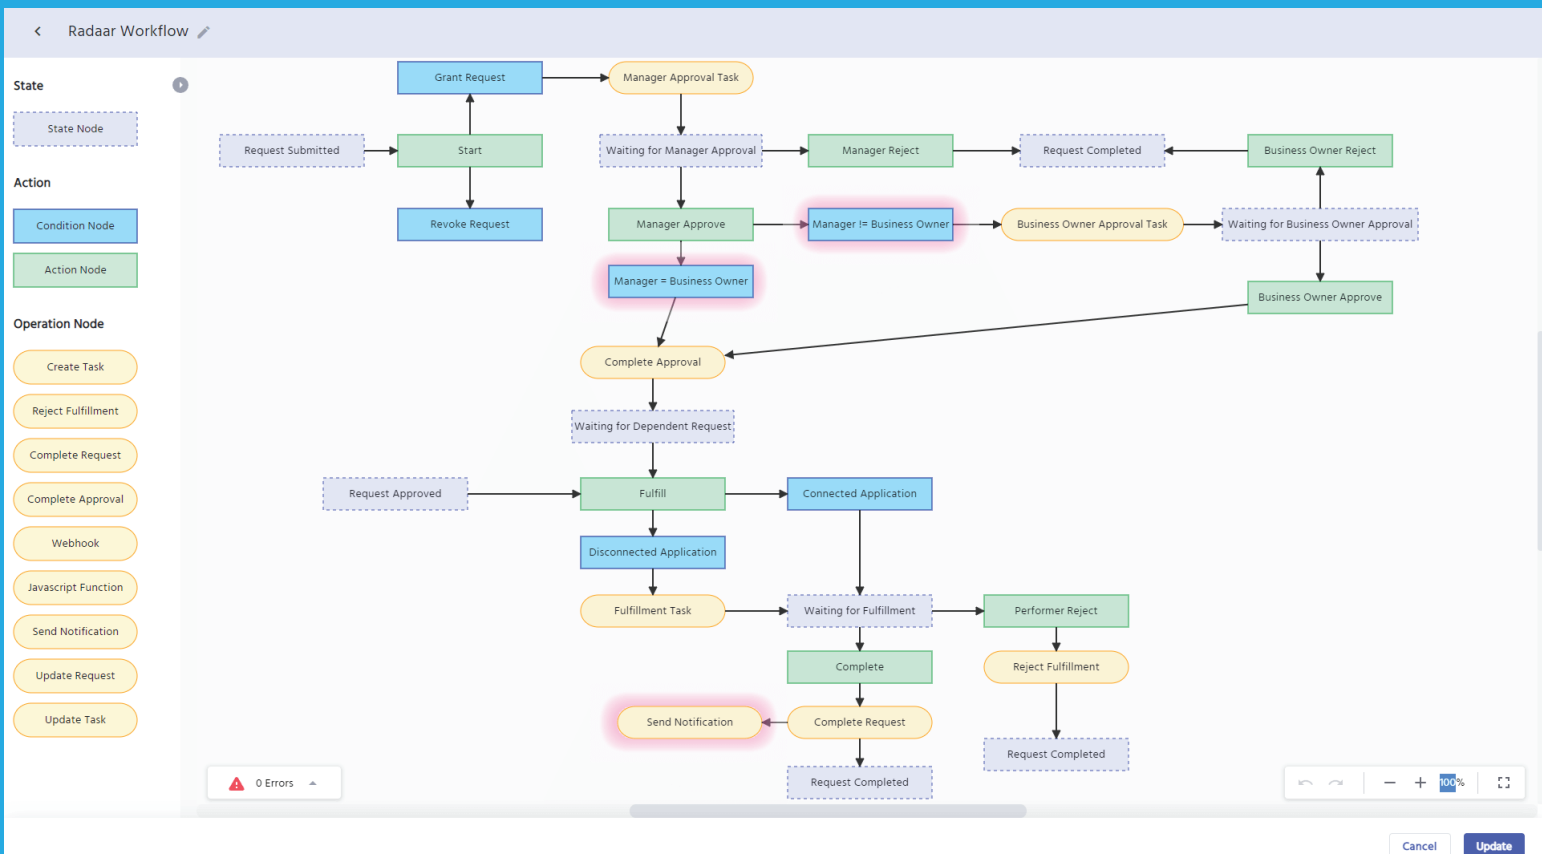 Radaar Workflow
State
State Node
Action
Condition Node
Action Node
Operation Node
Create Task
Reject Fulfillment
Complete Request
Complete Approval
Webhook
Javascript Function
Send Notification
Update Request
Update Task
Grant Request
Manager Approval Task
Request Submitted
Start
Waiting for Manager Approval
Manager Reject
Request Completed
Business Owner Reject
Revoke Request
Manager Approve
Manager != Business Owner
Business Owner Approval Task
Waiting for Business Owner Approval
Manager = Business Owner
Business Owner Approve
Complete Approval
Waiting for Dependent Request
Request Approved
Fulfill
Connected Application
Disconnected Application
Fulfillment Task
Waiting for Fulfillment
Performer Reject
Complete
Reject Fulfillment
Send Notification
Complete Request
Request Completed
Request Completed
0 Errors
100%
Cancel
Update